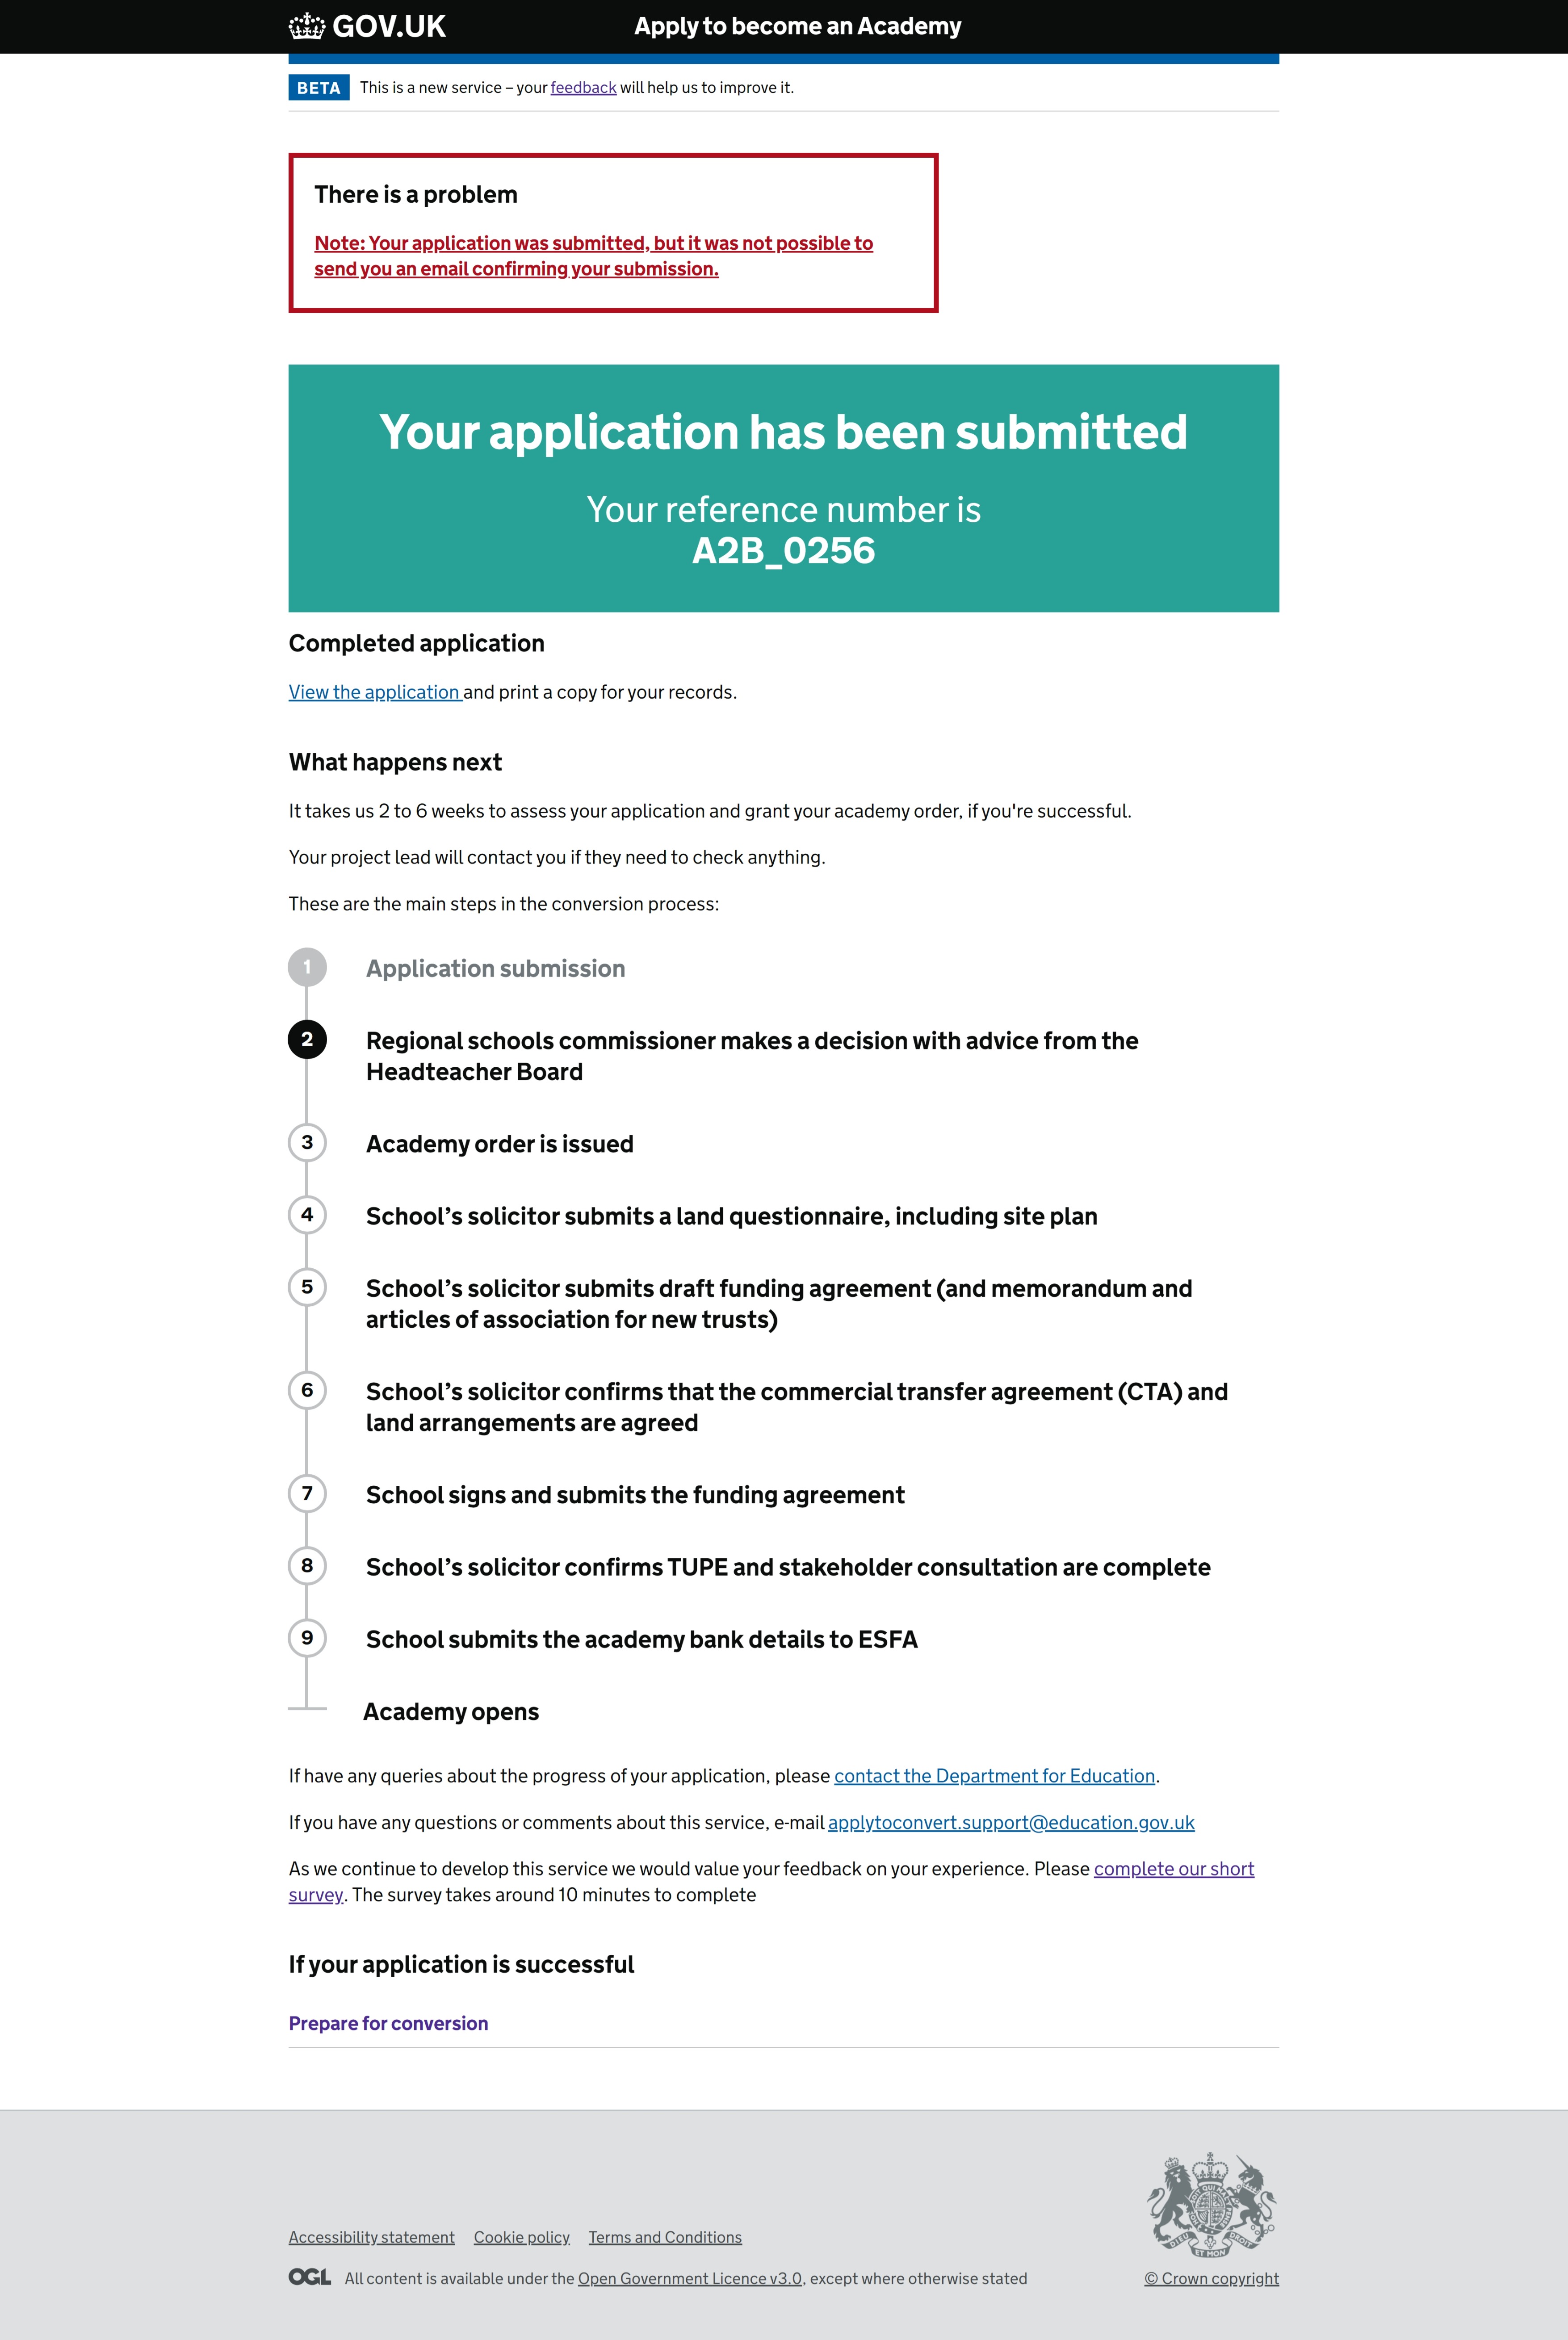 GOV.UK
Apply to become an Academy
BETA
This is a new service – your feedback will help us to improve it.
There is a problem
Note: Your application was submitted, but it was not possible to
send you an email confirming your submission.
Your application has been submitted
Your reference number is
A2B_0256
Completed application
View the application and print a copy for your records.
What happens next
It takes us 2 to 6 weeks to assess your application and grant your academy order, if you're successful.
Your project lead will contact you if they need to check anything.
These are the main steps in the conversion process:
1 Application submission
2 Regional schools commissioner makes a decision with advice from the
Headteacher Board
3 Academy order is issued
4 School’s solicitor submits a land questionnaire, including site plan
5 School’s solicitor submits draft funding agreement (and memorandum and
articles of association for new trusts)
6 School’s solicitor confirms that the commercial transfer agreement (CTA) and
land arrangements are agreed
7 School signs and submits the funding agreement
8 School’s solicitor confirms TUPE and stakeholder consultation are complete
9 School submits the academy bank details to ESFA
Academy opens
If have any queries about the progress of your application, please contact the Department for Education.
If you have any questions or comments about this service, e-mail applytoconvert.support@education.gov.uk
As we continue to develop this service we would value your feedback on your experience. Please complete our short
survey. The survey takes around 10 minutes to complete
If your application is successful
Prepare for conversion
Accessibility statement Cookie policy Terms and Conditions
OGL All content is available under the Open Government Licence v3.0, except where otherwise stated
© Crown copyright